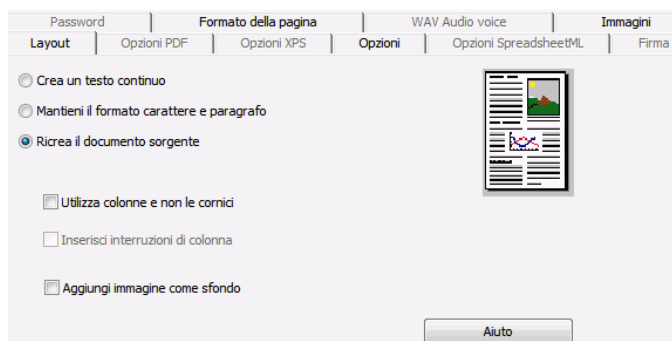 Password Formato della pagina WAV Audio voice Immagini
Layout Opzioni PDF Opzioni XPS Opzioni Opzioni SpreadsheetML Firma
Crea un testo continuo
Mantieni il formato carattere e paragrafo
Ricrea il documento sorgente
Utilizza colonne e non le cornici
Inserisci interruzioni di colonna
Aggiungi immagine come sfondo
Aiuto